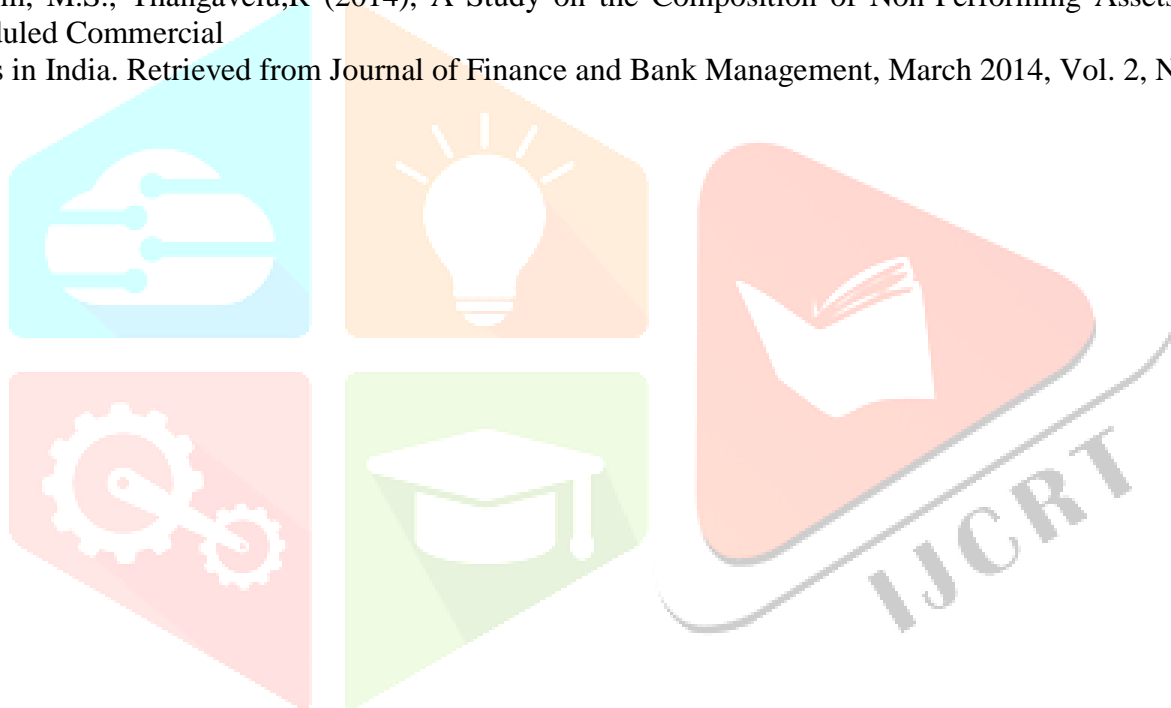 M.S., Thangavelu,R (2014), A Study on the Composition of Non-Performing Assets
duled Commercial
s in India. Retrieved from Journal of Finance and Bank Management, March 2014, Vol. 2, N
IJCRT